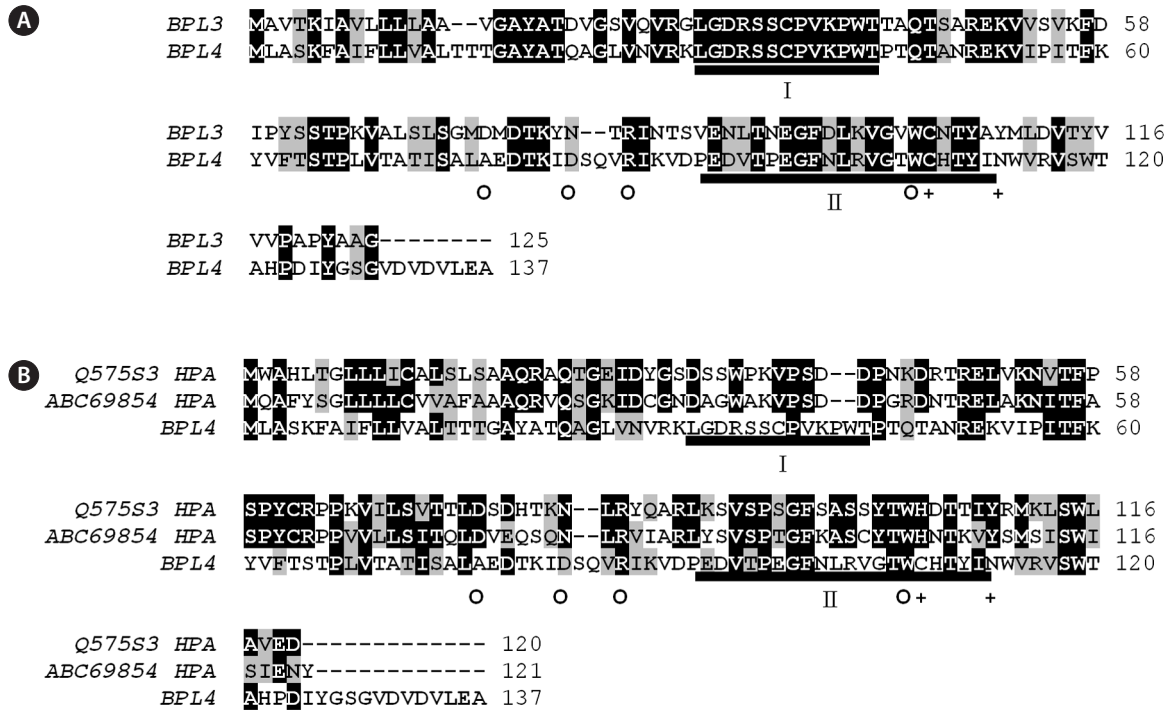 A
BPL3 MAVTKIAVLLLLAA--VGAYATDVGSVQVRGLGDRSSCPVKPWTTAQTSAREKVVSVKFD 58
BPL4 MLASKFAIFLLVALTTTGAYATQAGLVNVRKLGDRSSCPVKPWTPTQTANREKVIPITFK 60
I
BPL3 IPYSSTPKVALSLSGMDMDTKYN--TRINTSVENLTNEGFDLKVGVWCNTYAYMLDVTYV 116
BPL4 YVFTSTPLVTATISALAEDTKIDSQVRIKVDPEDVTPEGFNLRVGTWCHTYINWVRVSWT 120
O O O II O + +
BPL3 VVPAPYAAG-------- 125
BPL4 AHPDIYGSGVDVDVLEA 137
B
Q575S3 HPA MWAHLTGLLLLICALSLSAAQRAQTGEIDYGSDSSWPKVPSD--DPNKDRTRELVKNVTFP 58
ABC69854 HPA MQAFYSGLLLLCVVAFAAAQRVQSGKIDCGNDAGWAKVPSD--DPGRDNTRELAKNITFA 58
BPL4 MLASKFAIFLLVALTTTGAYATQAGLVNVRKLGDRSSCPVKPWTPTQTANREKVIPITFK 60
I
Q575S3 HPA SPYCRPPKVILSVTTLDSDHTKN--LRYQARLKSVSPSGFSASSYTWHDTTIYRMKLSWL 116
ABC69854 HPA SPYCRPPVVLLSITQLDVEQSQN--LRVIARLYSVSPTGFKASCYTWHNTKVYSMSISWI 116
BPL4 YVFTSTPLVTATISALAEDTKIDSQVRIKVDPEDVTPEGFNLRVGTWCHTYINWVRVSWT 120
O O O II O + +
Q575S3 HPA AVED------------- 120
ABC69854 HPA SIENY------------ 121
BPL4 AHPDIYGSGVDVDVLEA 137